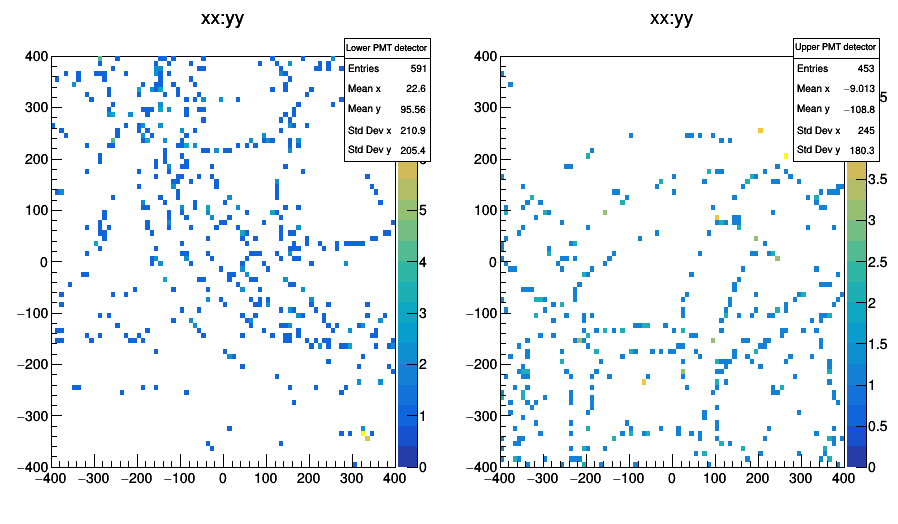 xx:yy
Lower PMT detector
Entries 591
Mean x 22.6
Mean y 95.56
Std Dev x 210.9
Std Dev y 205.4
400
300
200
100
0
−100
−200
−300
−400
−400 −300 −200 −100 0 100 200 300 400
5
4
3
2
1
0
xx:yy
Upper PMT detector
Entries 453
Mean x −9.013
Mean y −108.8
Std Dev x 245
Std Dev y 180.3
400
300
200
100
0
−100
−200
−300
−400
−400 −300 −200 −100 0 100 200 300 400
5
3.5
3
2.5
2
1.5
1
0.5
0